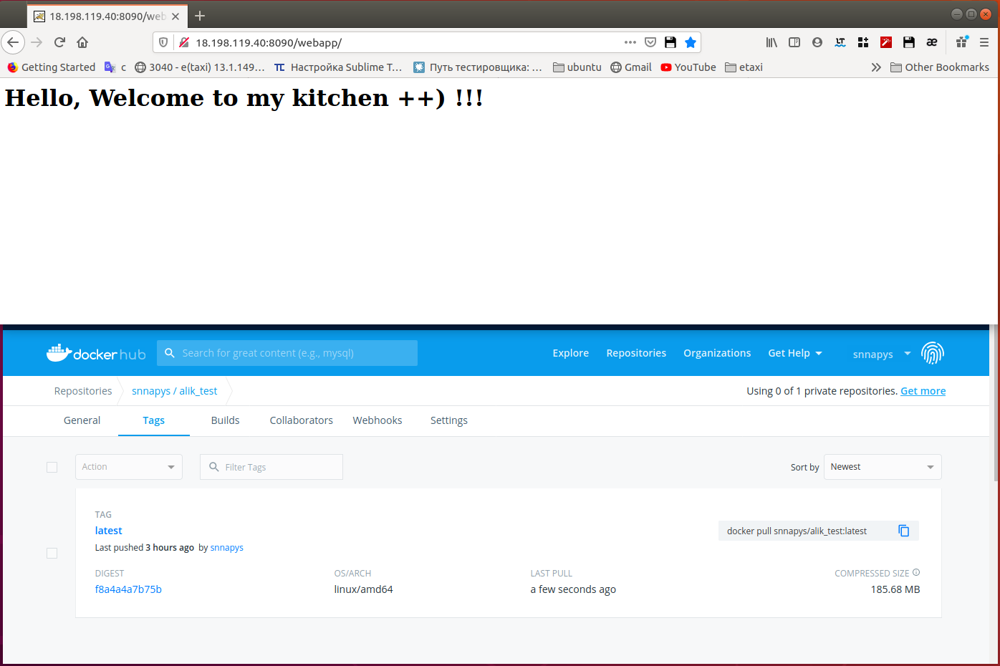 18.198.119.40:8090/web
18.198.119.40:8090/webapp/
Getting Started
c
3040 - e(taxi) 13.1.149...
Настройка Sublime T...
Путь тестировщика: ...
ubuntu
Gmail
YouTube
etaxi
Other Bookmarks
Hello, Welcome to my kitchen ++) !!!
docker hub
Search for great content (e.g., mysql)
Explore
Repositories
Organizations
Get Help
snnapys
Repositories
snnapys / alik_test
Using 0 of 1 private repositories. Get more
General
Tags
Builds
Collaborators
Webhooks
Settings
Action
Filter Tags
Sort by
Newest
TAG
latest
docker pull snnapys/alik_test:latest
Last pushed 3 hours ago by snnapys
DIGEST
OS/ARCH
LAST PULL
COMPRESSED SIZE
f8a4a4a7b75b
linux/amd64
a few seconds ago
185.68 MB